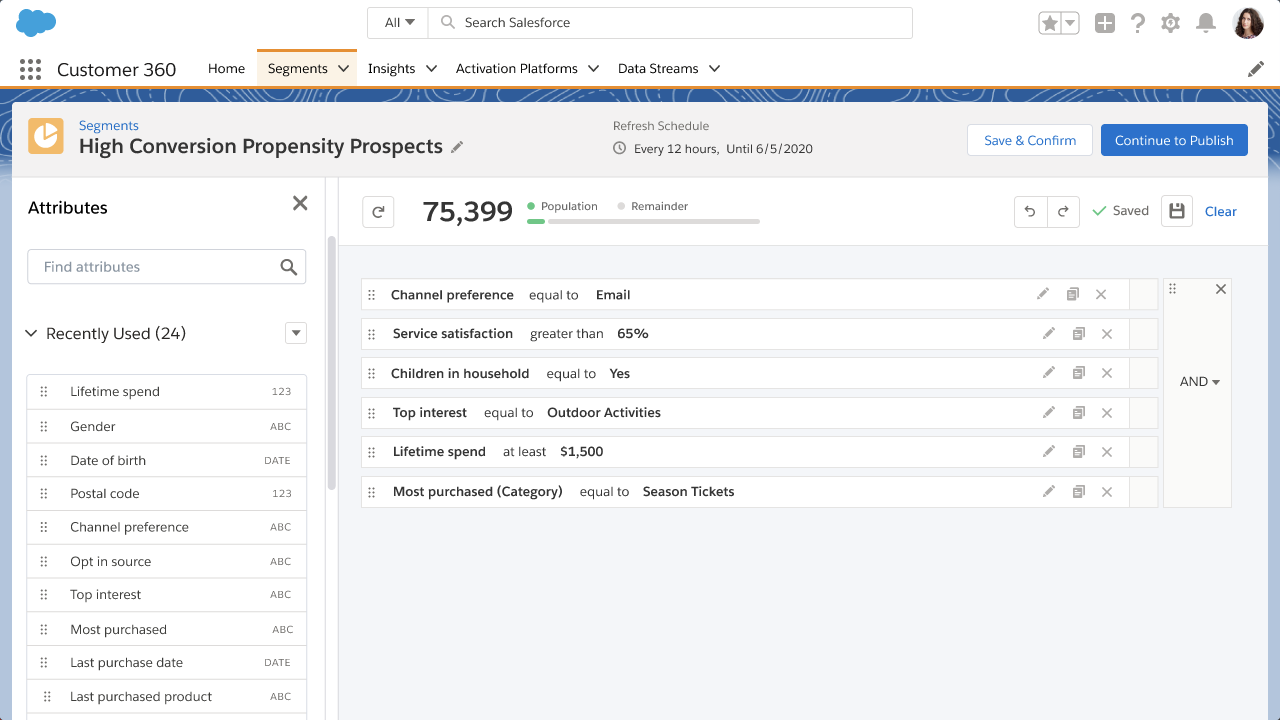 All Search Salesforce
Customer 360 Home Segments Insights Activation Platforms Data Streams
Segments
High Conversion Propensity Prospects
Refresh Schedule
Every 12 hours, Until 6/5/2020
Save & Confirm Continue to Publish
Attributes
Find attributes
Recently Used (24)
Lifetime spend 123
Gender ABC
Date of birth DATE
Postal code 123
Channel preference ABC
Opt in source ABC
Top interest ABC
Most purchased ABC
Last purchase date DATE
Last purchased product ABC
75,399 Population Remainder Saved Clear
Channel preference equal to Email
Service satisfaction greater than 65%
Children in household equal to Yes
Top interest equal to Outdoor Activities
Lifetime spend at least $1,500
Most purchased (Category) equal to Season Tickets
AND